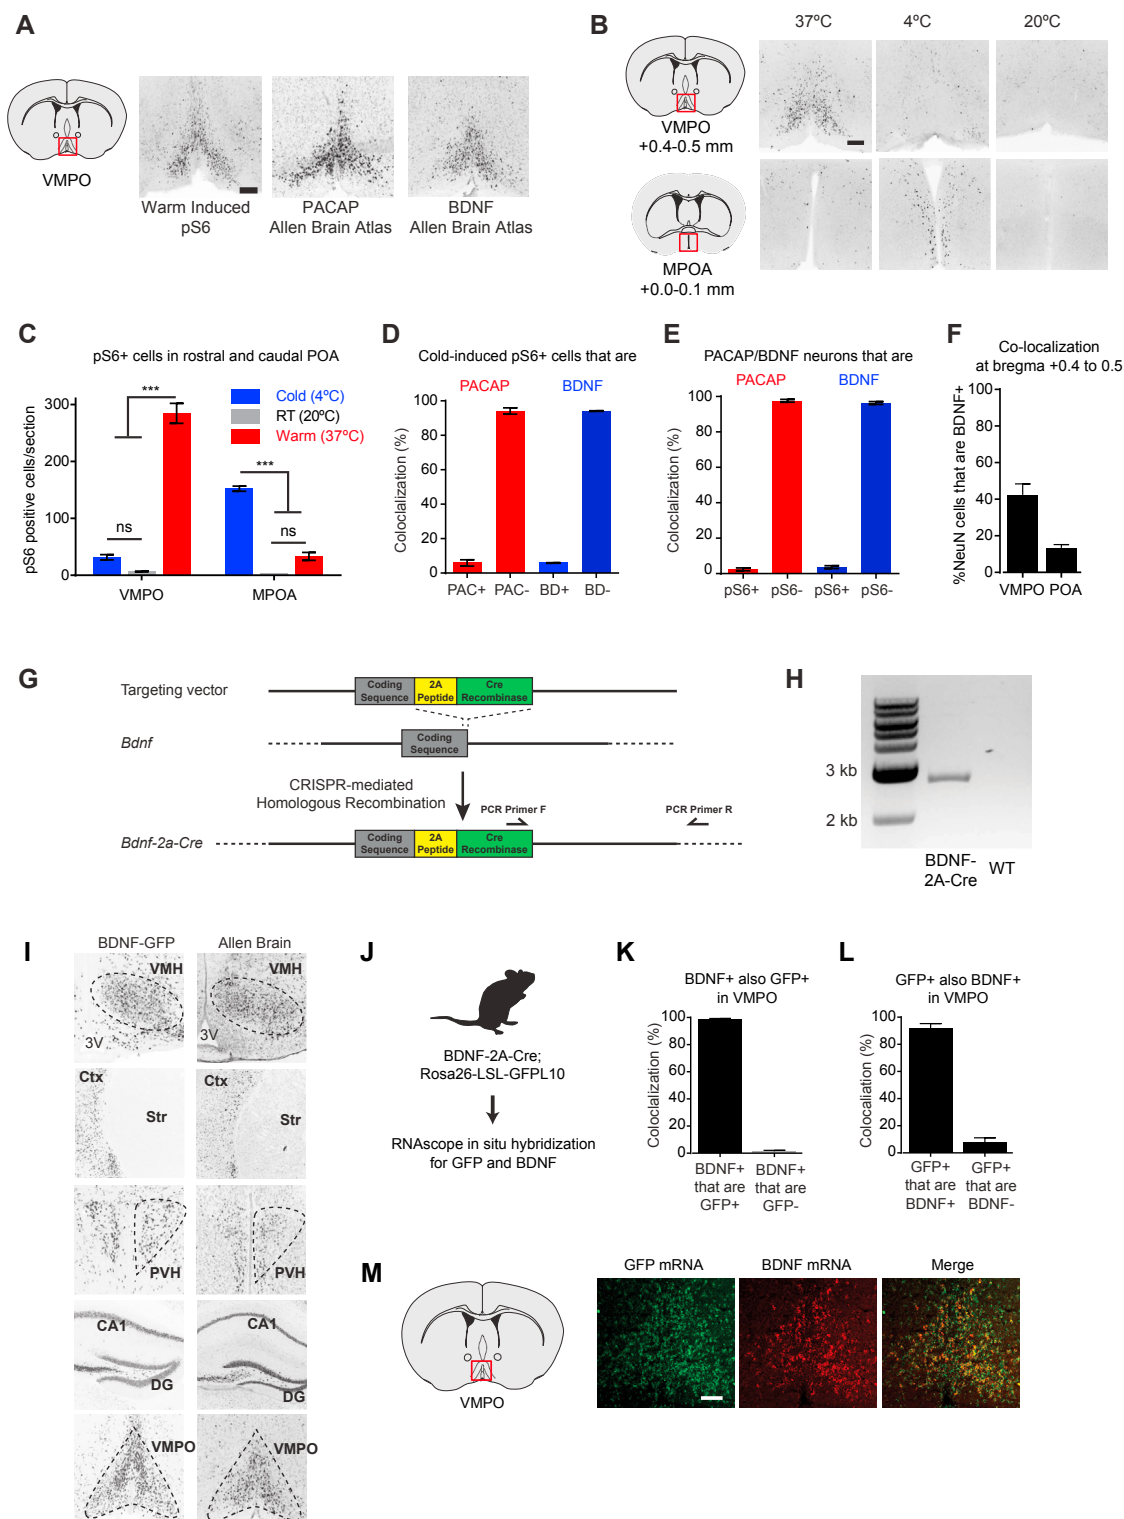 A
VMPO
Warm Induced
pS6
PACAP
Allen Brain Atlas
BDNF
Allen Brain Atlas
B
37ºC
4ºC
20ºC
VMPO
+0.4-0.5 mm
MPOA
+0.0-0.1 mm
C
pS6+ cells in rostral and caudal POA
pS6 positive cells/section
300
200
100
0
***
ns
***
ns
Cold (4ºC)
RT (20ºC)
Warm (37ºC)
VMPO
MPOA
D
Cold-induced pS6+ cells that are
PACAP
BDNF
Coloclalization (%)
100
80
60
40
20
0
PAC+
PAC-
BD+
BD-
E
PACAP/BDNF neurons that are
PACAP
BDNF
Coloclalization (%)
100
80
60
40
20
0
pS6+
pS6-
pS6+
pS6-
F
Co-localization
at bregma +0.4 to 0.5
%NeuN cells that are BDNF+
100
80
60
40
20
0
VMPO
POA
G
Targeting vector
Coding
Sequence
2A
Peptide
Cre
Recombinase
Bdnf
Coding
Sequence
CRISPR-mediated
Homologous Recombination
PCR Primer F
PCR Primer R
Bdnf-2a-Cre
Coding
Sequence
2A
Peptide
Cre
Recombinase
H
3 kb
2 kb
BDNF-
2A-Cre
WT
I
BDNF-GFP
Allen Brain
VMH
3V
VMH
Ctx
Str
Ctx
Str
PVH
PVH
CA1
DG
CA1
DG
VMPO
VMPO
J
BDNF-2A-Cre;
Rosa26-LSL-GFPL10
RNAscope in situ hybridization
for GFP and BDNF
K
BDNF+ also GFP+
in VMPO
Coloclalization (%)
100
80
60
40
20
0
BDNF+
that are
GFP+
BDNF+
that are
GFP-
L
GFP+ also BDNF+
in VMPO
Colocaliation (%)
100
80
60
40
20
0
GFP+
that are
BDNF+
GFP+
that are
BDNF-
M
VMPO
GFP mRNA
BDNF mRNA
Merge